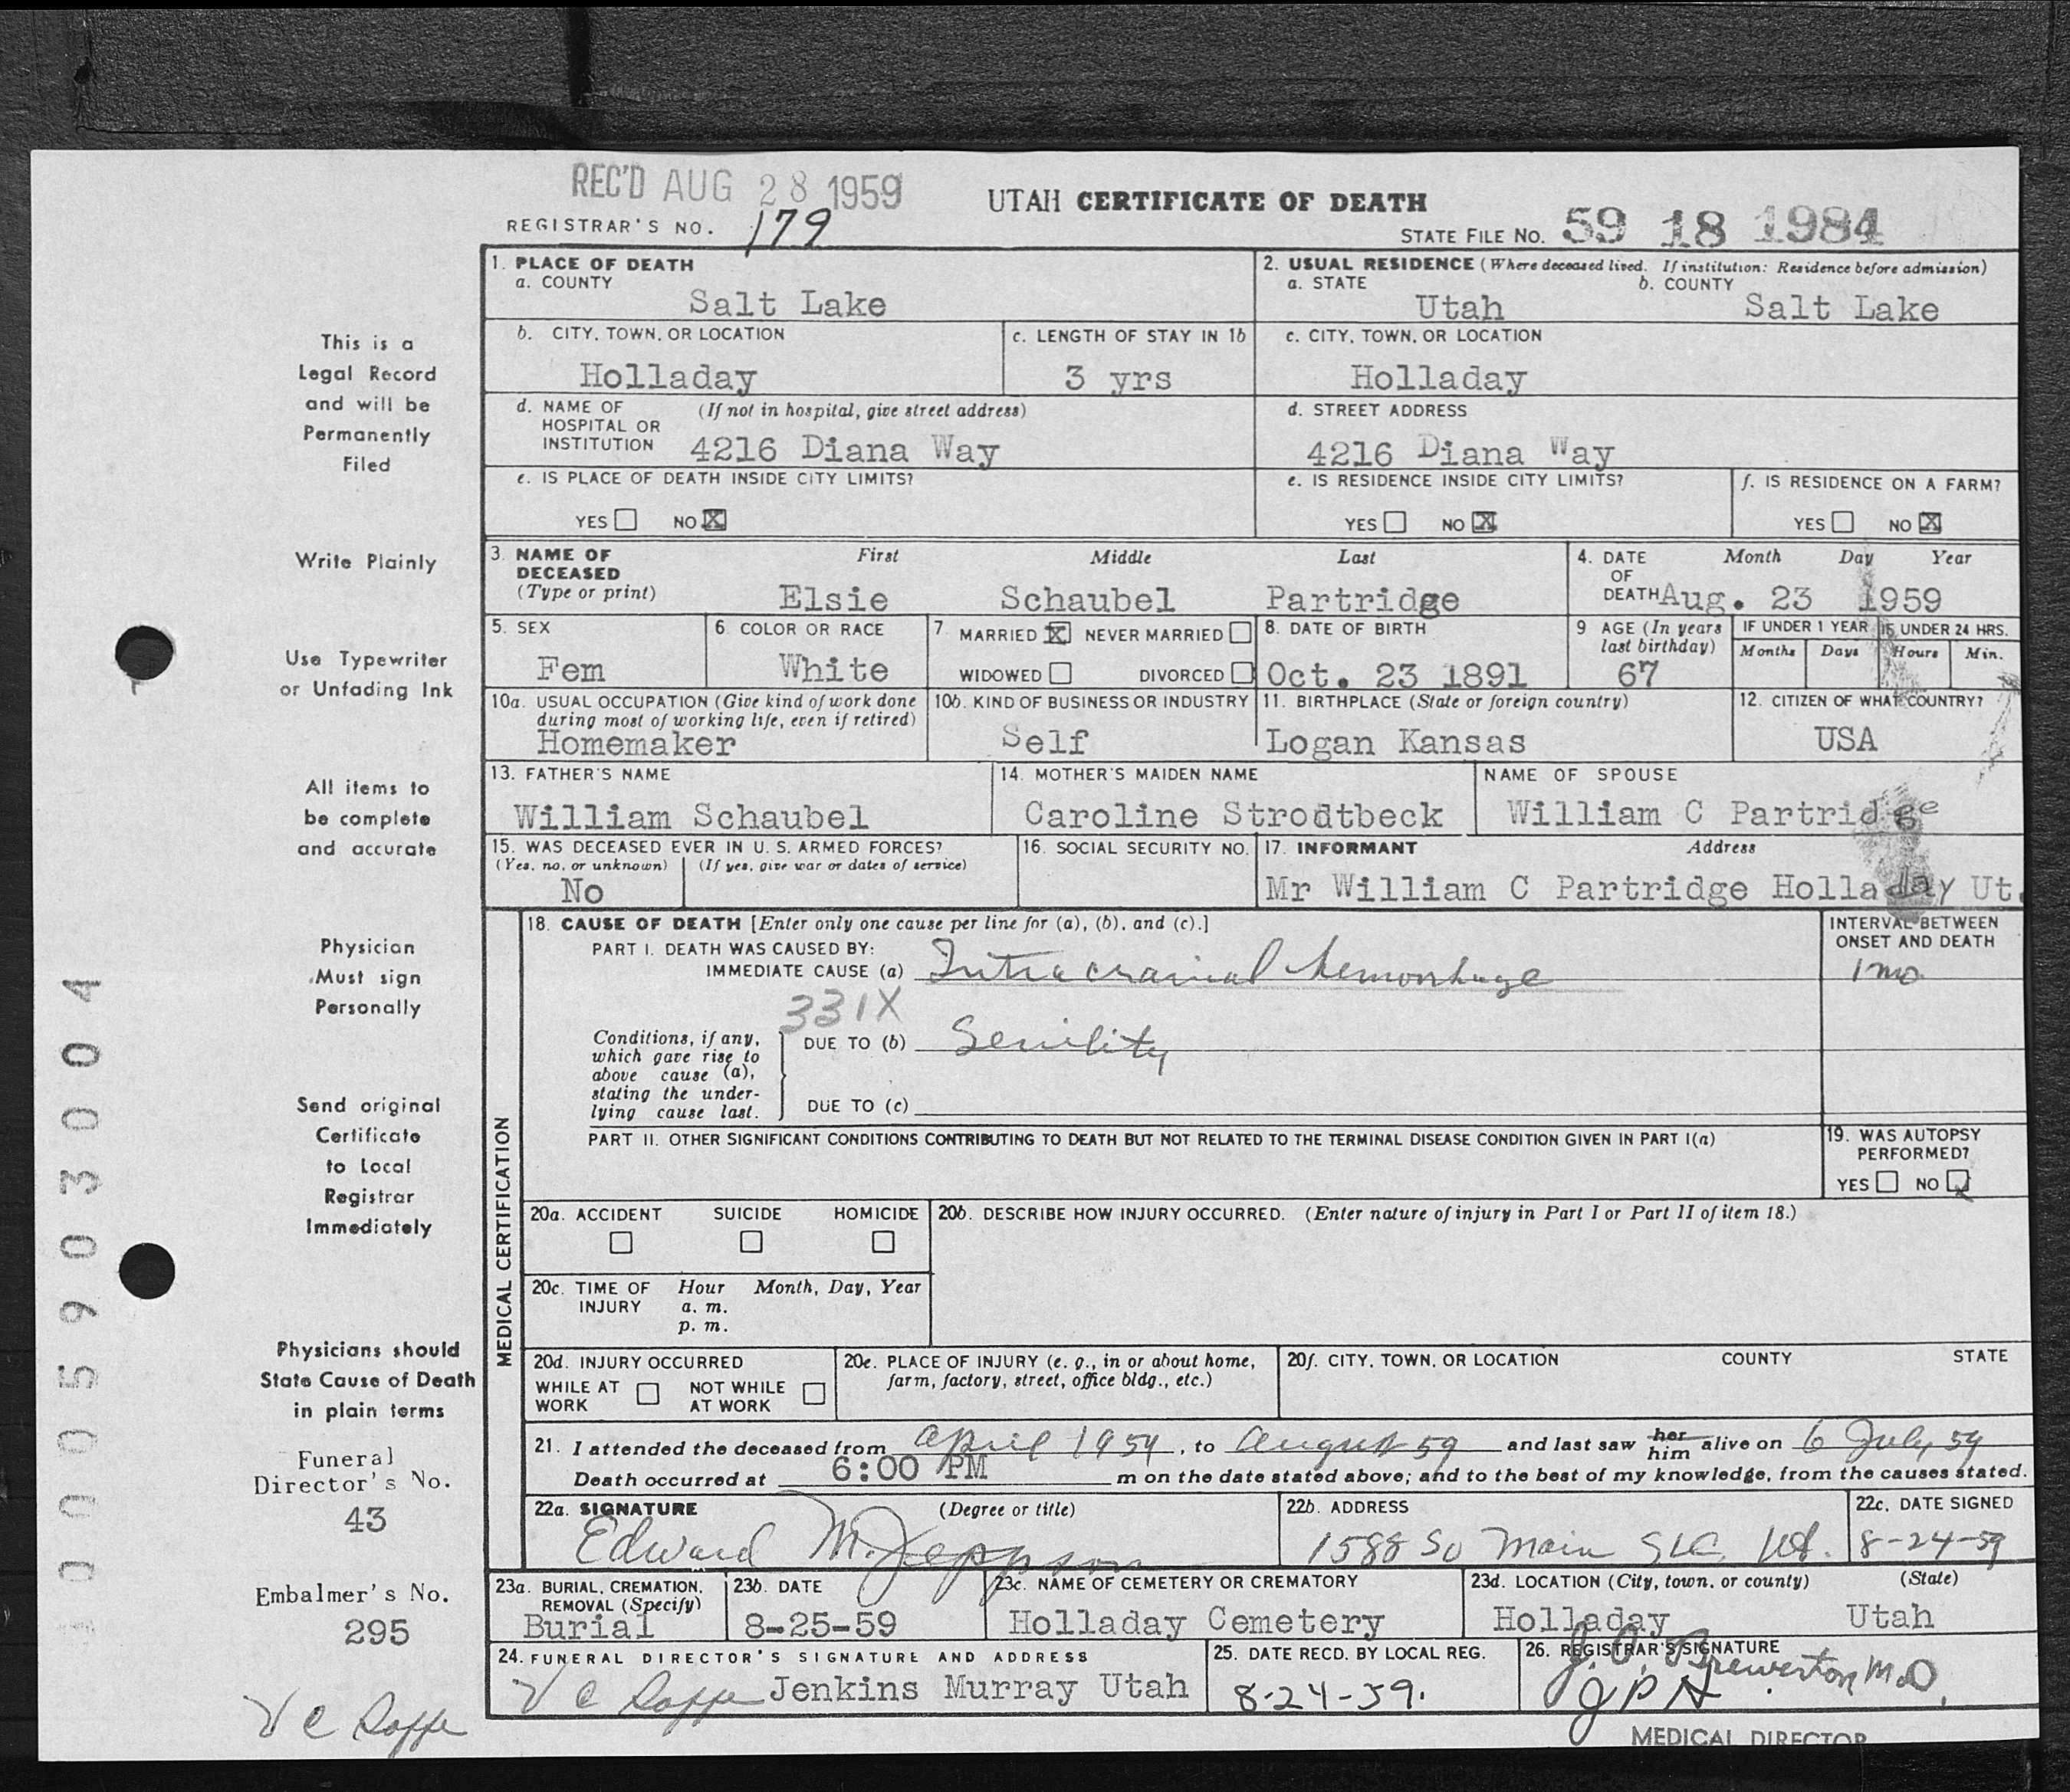 REC'D AUG 28 1959
UTAH CERTIFICATE OF DEATH
REGISTRAR'S NO. 179
STATE FILE NO. 59 18 1984
1. PLACE OF DEATH
a. COUNTY
Salt Lake
2. USUAL RESIDENCE (Where deceased lived. If institution: Residence before admission)
a. STATE b. COUNTY
Utah Salt Lake
b. CITY, TOWN, OR LOCATION
Holladay
c. LENGTH OF STAY IN 1b
3 yrs
c. CITY, TOWN, OR LOCATION
Holladay
d. NAME OF (If not in hospital, give street address)
HOSPITAL OR
INSTITUTION 4216 Diana Way
d. STREET ADDRESS
4216 Diana Way
e. IS PLACE OF DEATH INSIDE CITY LIMITS?
YES NO X
e. IS RESIDENCE INSIDE CITY LIMITS?
YES NO X
f. IS RESIDENCE ON A FARM?
YES NO X
3. NAME OF DECEASED First Middle Last
(Type or print) Elsie Schaubel Partridge
4. DATE OF DEATH Month Day Year
Aug. 23 1959
5. SEX
Fem
6. COLOR OR RACE
White
7. MARRIED X NEVER MARRIED
WIDOWED DIVORCED
8. DATE OF BIRTH
Oct. 23 1891
9 AGE (In years last birthday)
67
IF UNDER 1 YEAR
Months Days
IF UNDER 24 HRS.
Hours Min.
10a. USUAL OCCUPATION (Give kind of work done
during most of working life, even if retired)
Homemaker
10b. KIND OF BUSINESS OR INDUSTRY
Self
11. BIRTHPLACE (State or foreign country)
Logan Kansas
12. CITIZEN OF WHAT COUNTRY?
USA
13. FATHER'S NAME
William Schaubel
14. MOTHER'S MAIDEN NAME
Caroline Strodtbeck
NAME OF SPOUSE
William C Partridge
15. WAS DECEASED EVER IN U. S. ARMED FORCES?
(Yes, no, or unknown) (If yes, give war or dates of service)
No
16. SOCIAL SECURITY NO.
17. INFORMANT Address
Mr William C Partridge Holladay Ut.
MEDICAL CERTIFICATION
18. CAUSE OF DEATH [Enter only one cause per line for (a), (b), and (c).]
PART I. DEATH WAS CAUSED BY:
IMMEDIATE CAUSE (a) Intracranial hemorrhage
INTERVAL BETWEEN
ONSET AND DEATH
1 mo.
331X
Conditions, if any,
which gave rise to
above cause (a),
stating the under-
lying cause last.
DUE TO (b) Senility
DUE TO (c)
PART II. OTHER SIGNIFICANT CONDITIONS CONTRIBUTING TO DEATH BUT NOT RELATED TO THE TERMINAL DISEASE CONDITION GIVEN IN PART I(a)
19. WAS AUTOPSY
PERFORMED?
YES NO X
20a. ACCIDENT SUICIDE HOMICIDE
20b. DESCRIBE HOW INJURY OCCURRED. (Enter nature of injury in Part I or Part II of item 18.)
20c. TIME OF INJURY Hour Month, Day, Year
a. m.
p. m.
20d. INJURY OCCURRED
WHILE AT WORK NOT WHILE AT WORK
20e. PLACE OF INJURY (e. g., in or about home,
farm, factory, street, office bldg., etc.)
20f. CITY, TOWN, OR LOCATION COUNTY STATE
21. I attended the deceased from April 1959, to August 59 and last saw her him alive on 6 July 59
Death occurred at 6:00 PM m on the date stated above; and to the best of my knowledge, from the causes stated.
22a. SIGNATURE (Degree or title)
Edward M. Jeppson
22b. ADDRESS
1588 So Main SLC Ut.
22c. DATE SIGNED
8-24-59
23a. BURIAL, CREMATION,
REMOVAL (Specify)
Burial
23b. DATE
8-25-59
23c. NAME OF CEMETERY OR CREMATORY
Holladay Cemetery
23d. LOCATION (City, town, or county) (State)
Holladay Utah
24. FUNERAL DIRECTOR'S SIGNATURE AND ADDRESS
Jenkins Murray Utah
25. DATE RECD. BY LOCAL REG.
8-24-59.
26. REGISTRAR'S SIGNATURE
MEDICAL DIRECTOR
This is a
Legal Record
and will be
Permanently
Filed
Write Plainly
Use Typewriter
or Unfading Ink
All items to
be complete
and accurate
Physician
Must sign
Personally
Send original
Certificate
to Local
Registrar
Immediately
Physicians should
State Cause of Death
in plain terms
Funeral
Director's No.
43
Embalmer's No.
295